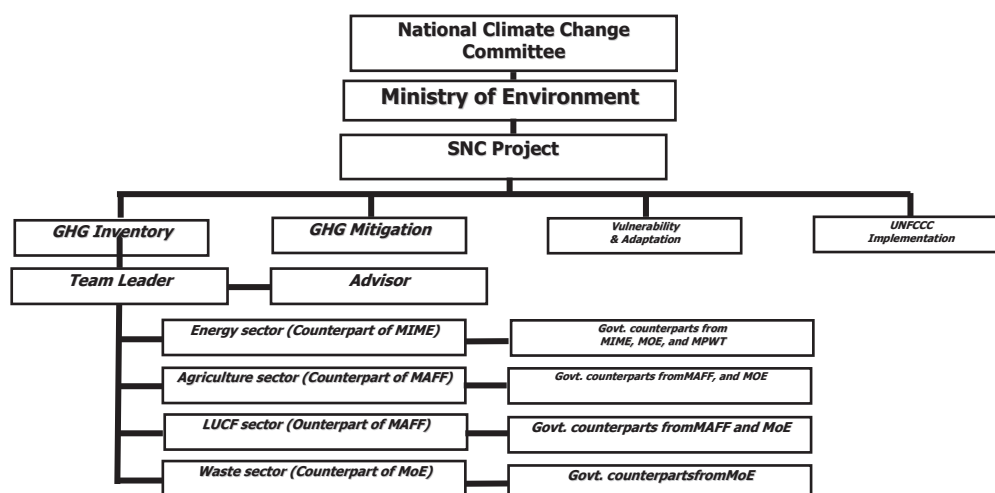 National Climate Change
Committee
Ministry of Environment
SNC Project
GHG Inventory
GHG Mitigation
Vulnerability
& Adaptation
UNFCCC
Implementation
Team Leader
Advisor
Energy sector (Counterpart of MIME)
Govt. counterparts from
MIME, MOE, and MPWT
Agriculture sector (Counterpart of MAFF)
Govt. counterparts fromMAFF, and MOE
LUCF sector (Ounterpart of MAFF)
Govt. counterparts fromMAFF and MoE
Waste sector (Counterpart of MoE)
Govt. counterpartsfromMoE